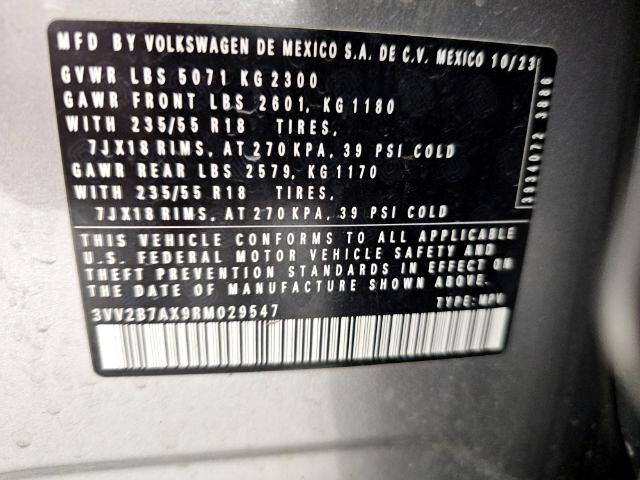 MFD BY VOLKSWAGEN DE MEXICO S.A. DE C.V. MEXICO 10/23
GVWR LBS 5071 KG 2300
GAWR FRONT LBS 2601, KG 1180
WITH 235/55 R18 TIRES,
7JX18 RIMS, AT 270 KPA, 39 PSI COLD
GAWR REAR LBS 2579, KG 1170
WITH 235/55 R18 TIRES,
7JX18 RIMS, AT 270 KPA, 39 PSI COLD
THIS VEHICLE CONFORMS TO ALL APPLICABLE
U.S. FEDERAL MOTOR VEHICLE SAFETY AND
THEFT PREVENTION STANDARDS IN EFFECT ON
THE DATE OF MANUFACTURE SHOWN ABOVE.
3VV2B7AX9RM029547 TYPE: MPV